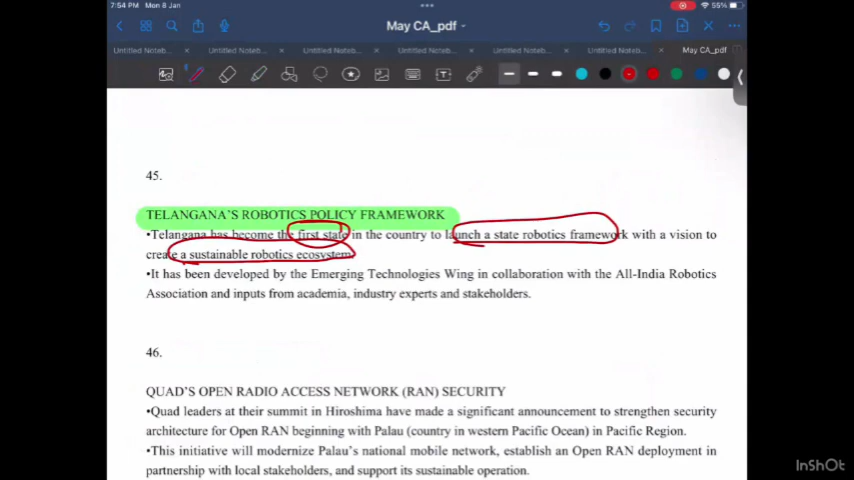 7:54 PM Mon 8 Jan
55%
May CA_pdf
Untitled Noteb...
Untitled Noteb...
Untitled Noteb...
Untitled Noteb...
Untitled Noteb...
Untitled Noteb...
May CA_pdf
45.
TELANGANA'S ROBOTICS POLICY FRAMEWORK
•Telangana has become the first state in the country to launch a state robotics framework with a vision to
create a sustainable robotics ecosystem.
•It has been developed by the Emerging Technologies Wing in collaboration with the All-India Robotics
Association and inputs from academia, industry experts and stakeholders.
46.
QUAD'S OPEN RADIO ACCESS NETWORK (RAN) SECURITY
•Quad leaders at their summit in Hiroshima have made a significant announcement to strengthen security
architecture for Open RAN beginning with Palau (country in western Pacific Ocean) in Pacific Region.
•This initiative will modernize Palau's national mobile network, establish an Open RAN deployment in
partnership with local stakeholders, and support its sustainable operation.
InShOt